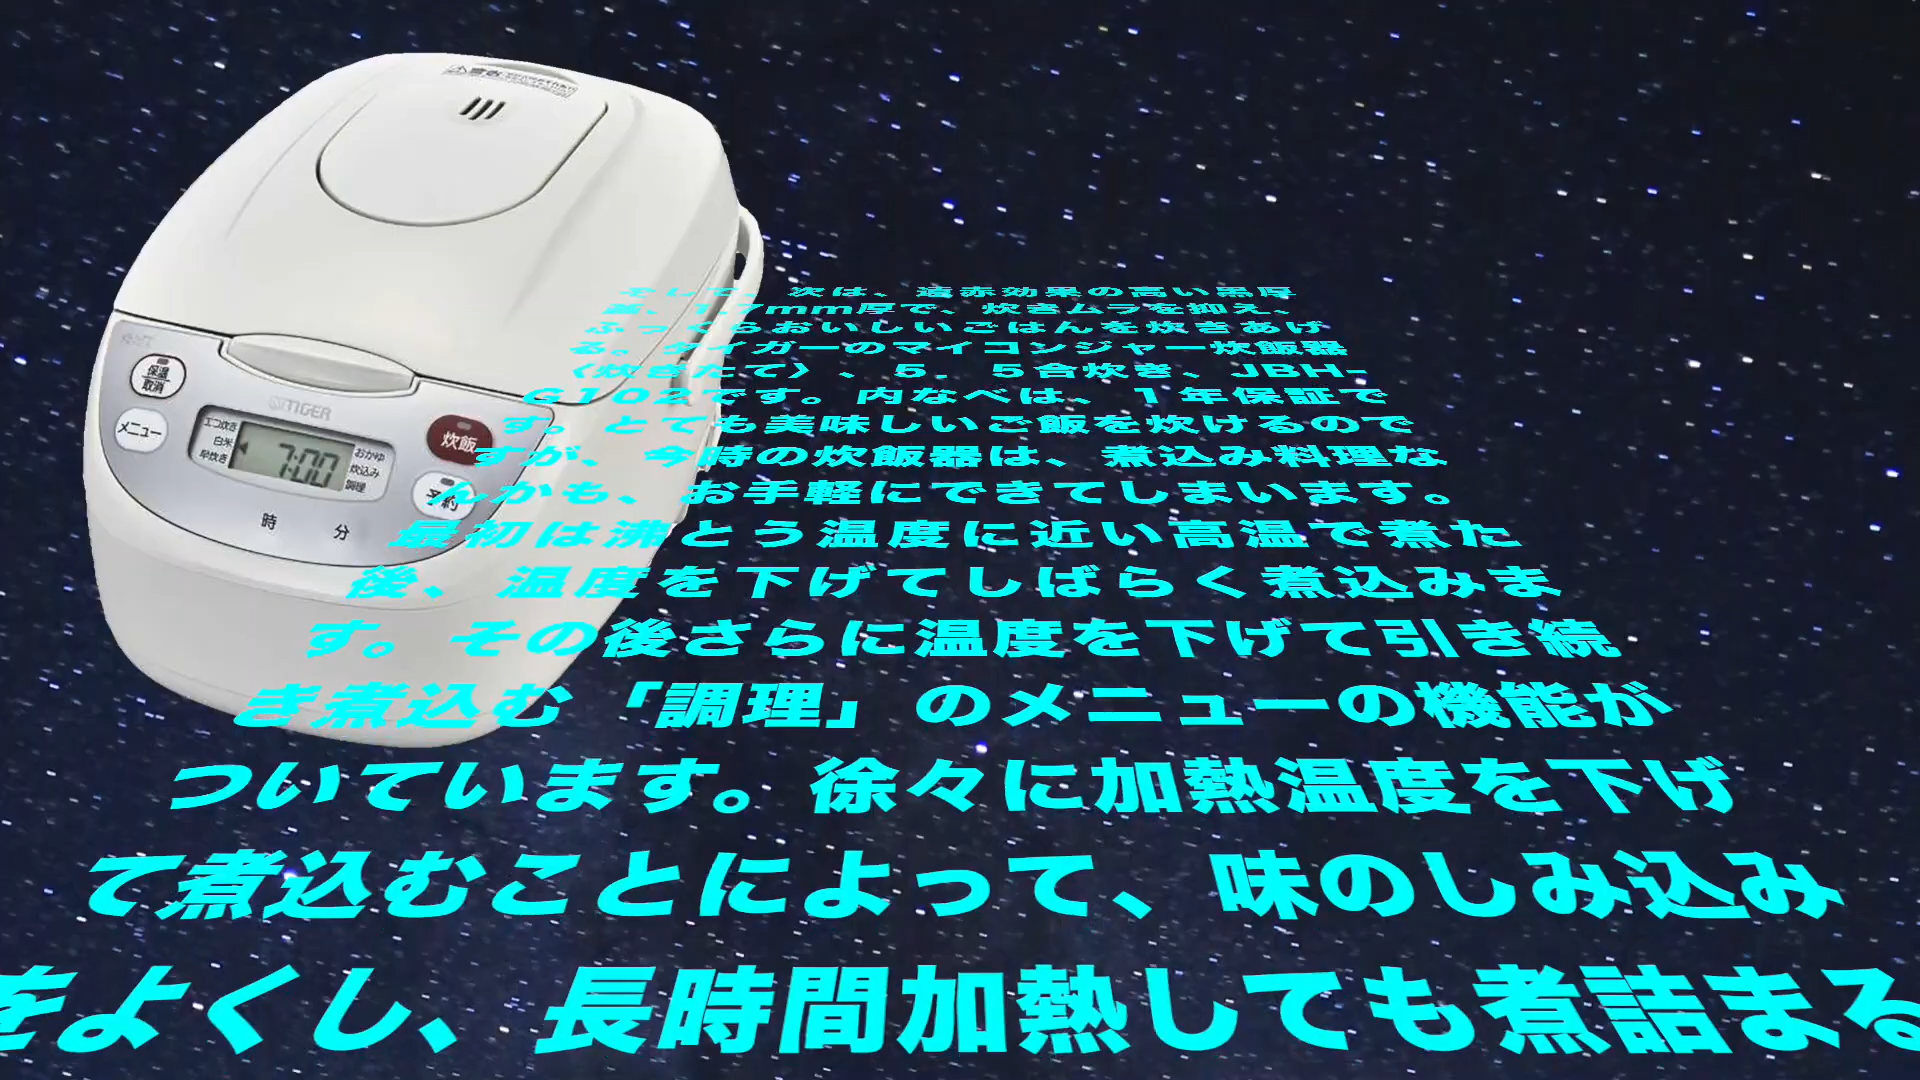 保温
取消
メニュー
TIGER
白米
早炊き
7:00
おかゆ
炊込み
調理
炊飯
時
分
そして、次は、遠赤効果の高い黒厚
釜、1.7mm厚で、炊きムラを抑え、
ふっくらおいしいごはんを炊きあげ
る。タイガーのマイコンジャー炊飯器
〈炊きたて〉、5．5合炊き、JBH-
G102です。内なべは、1年保証で
す。とても美味しいご飯を炊けるので
すが、今時の炊飯器は、煮込み料理な
んかも、お手軽にできてしまいます。
最初は沸とう温度に近い高温で煮た
後、温度を下げてしばらく煮込みま
す。その後さらに温度を下げて引き続
き煮込む「調理」のメニューの機能が
ついています。徐々に加熱温度を下げ
て煮込むことによって、味のしみ込み
をよくし、長時間加熱しても煮詰まる